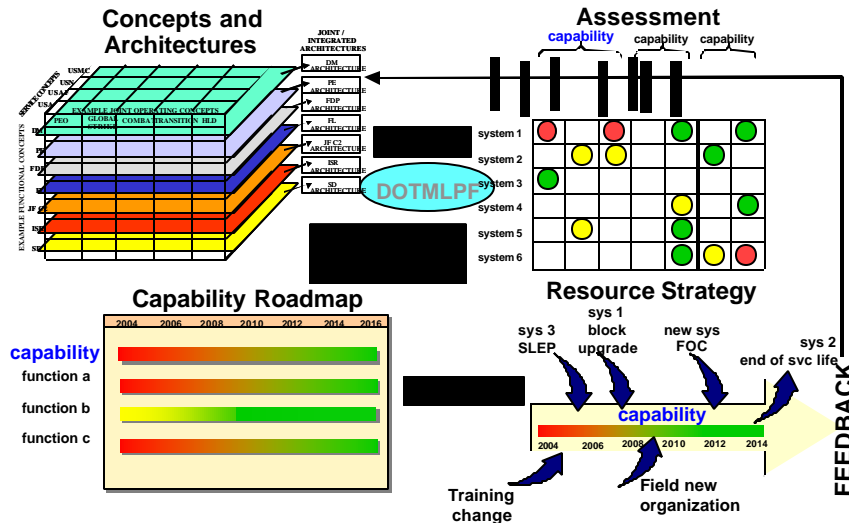 Concepts and
Architectures
JOINT /
INTEGRATED
ARCHITECTURES
DM
ARCHITECTURE
PE
ARCHITECTURE
FDP
ARCHITECTURE
FL
ARCHITECTURE
JF C2
ARCHITECTURE
ISR
ARCHITECTURE
SD
ARCHITECTURE
SERVICE CONCEPTS
USMC
USN
USAF
USA
EXAMPLE JOINT OPERATING CONCEPTS
PEO
GLOBAL
STRIKE
COMBAT
TRANSITION
HLD
EXAMPLE FUNCTIONAL CONCEPTS
JF C2
Assessment
capability
capability
capability
system 1
system 2
system 3
system 4
system 5
system 6
DOTMLPF
Capability Roadmap
2004 2006 2008 2010 2012 2014 2016
capability
function a
function b
function c
Resource Strategy
sys 3
SLEP
sys 1
block
upgrade
new sys
FOC
sys 2
end of svc life
capability
2004 2006 2008 2010 2012 2014
Training
change
Field new
organization
FEEDBACK